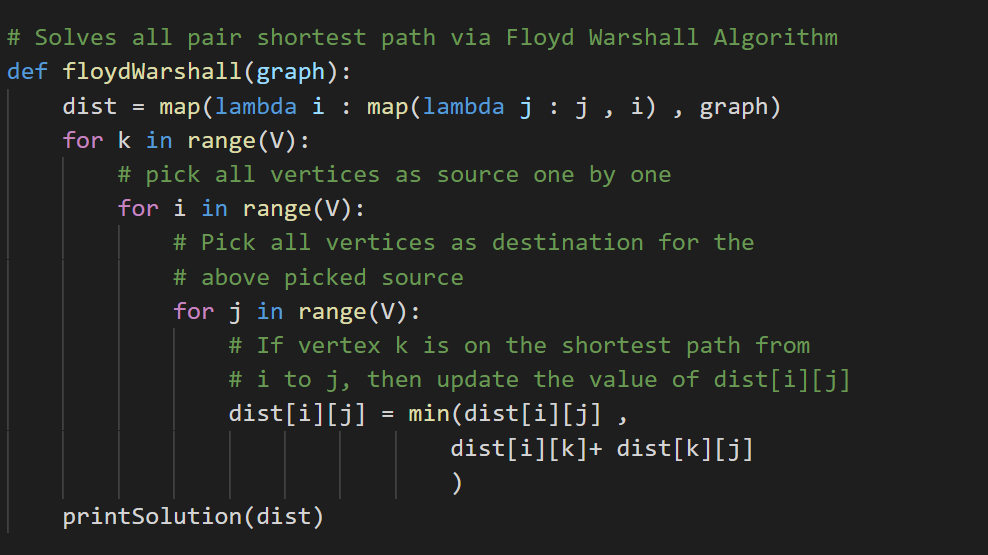 # Solves all pair shortest path via Floyd Warshall Algorithm
def floydWarshall(graph):
    dist = map(lambda i : map(lambda j : j , i) , graph)
    for k in range(V):
        # pick all vertices as source one by one
        for i in range(V):
            # Pick all vertices as destination for the
            # above picked source
            for j in range(V):
                # If vertex k is on the shortest path from
                # i to j, then update the value of dist[i][j]
                dist[i][j] = min(dist[i][j] ,
                                dist[i][k]+ dist[k][j]
                                )
    printSolution(dist)